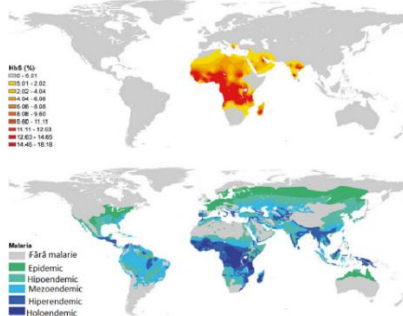 HbS (%)
0 - 0.01
0.01 - 2.02
2.02 - 4.04
4.04 - 6.06
6.06 - 8.08
8.08 - 9.60
9.60 - 11.11
11.11 - 12.63
12.63 - 14.65
14.65 - 18.18
Malaria
Fără malarie
Epidemic
Hipoendemic
Mezoendemic
Hiperendemic
Holoendemic